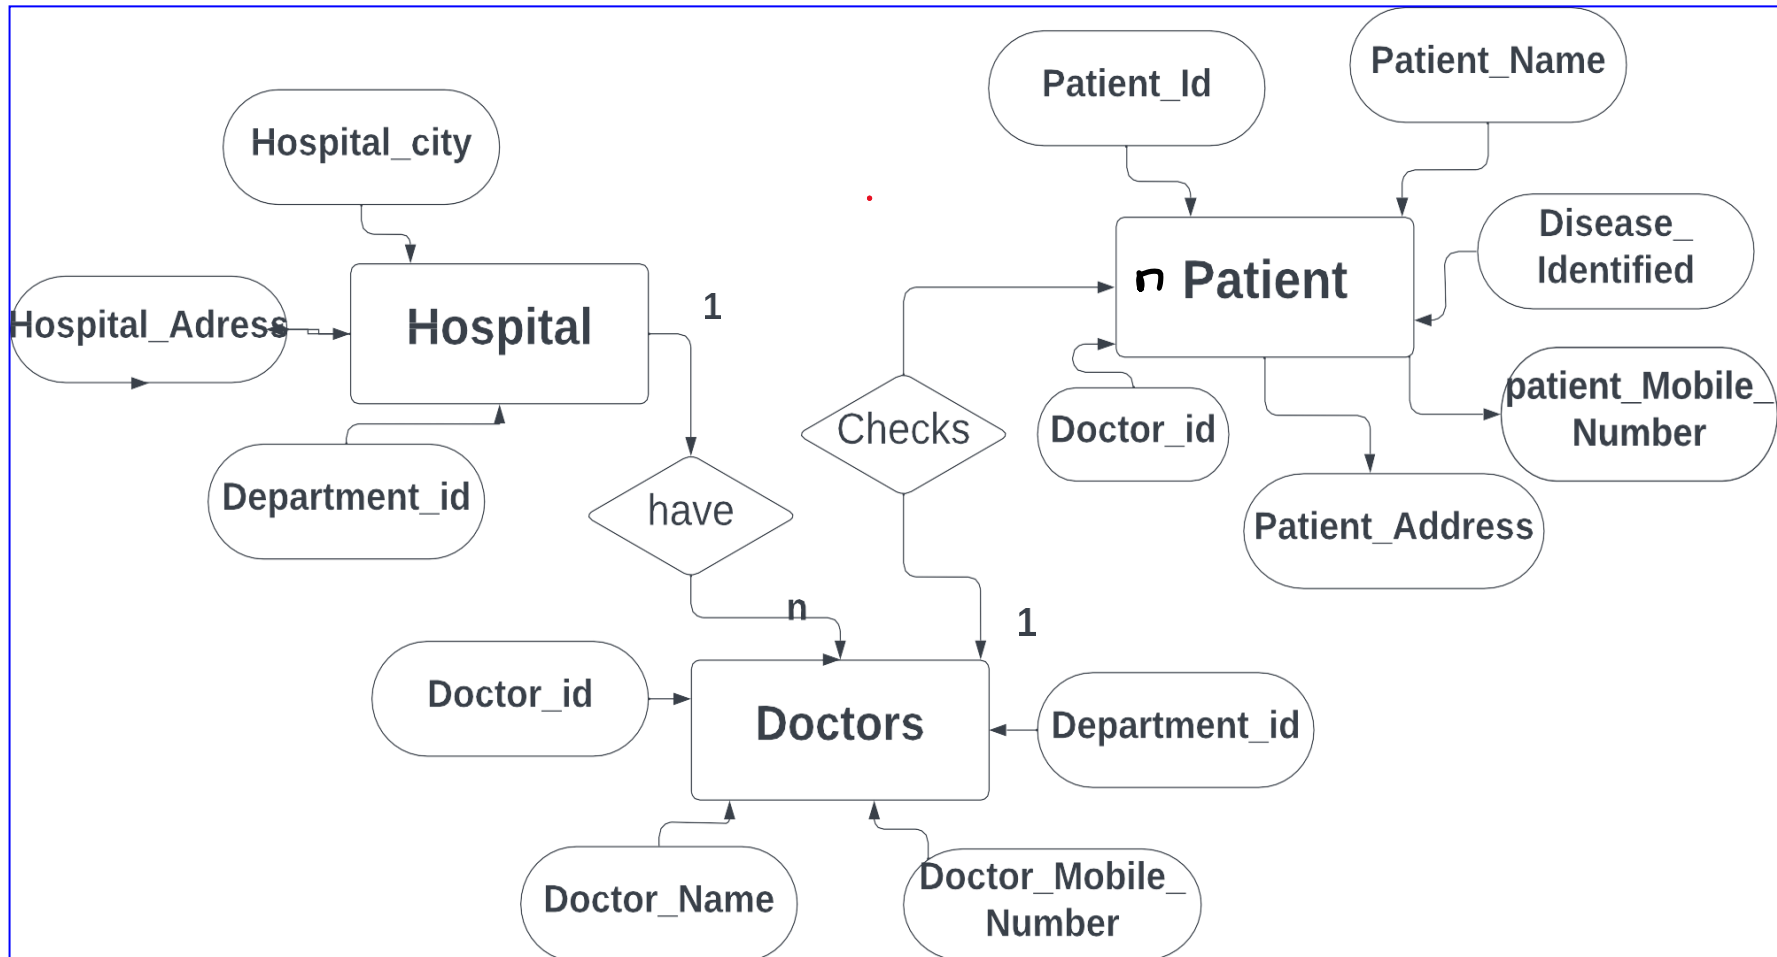 Patient_Name
Patient_Id
Hospital_city
Disease_
Identified
n Patient
1
Hospital_Adress
Hospital
patient_Mobile_
Number
Checks
Doctor_id
Department_id
have
Patient_Address
n
1
Doctor_id
Doctors
Department_id
Doctor_Name
Doctor_Mobile_
Number